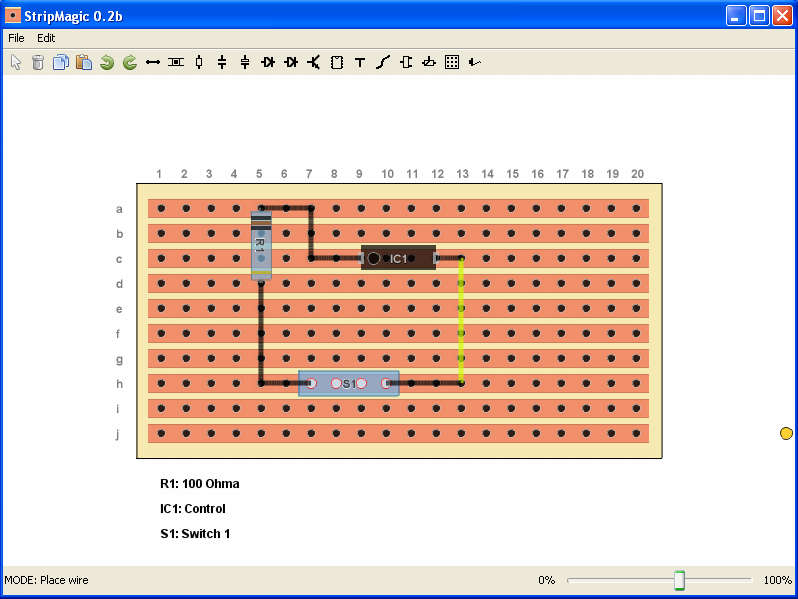 StripMagic 0.2b
File Edit
1 2 3 4 5 6 7 8 9 10 11 12 13 14 15 16 17 18 19 20
a
b
R1
c
IC1
d
e
f
g
h
S1
i
j
R1: 100 Ohma
IC1: Control
S1: Switch 1
MODE: Place wire 0% 100%